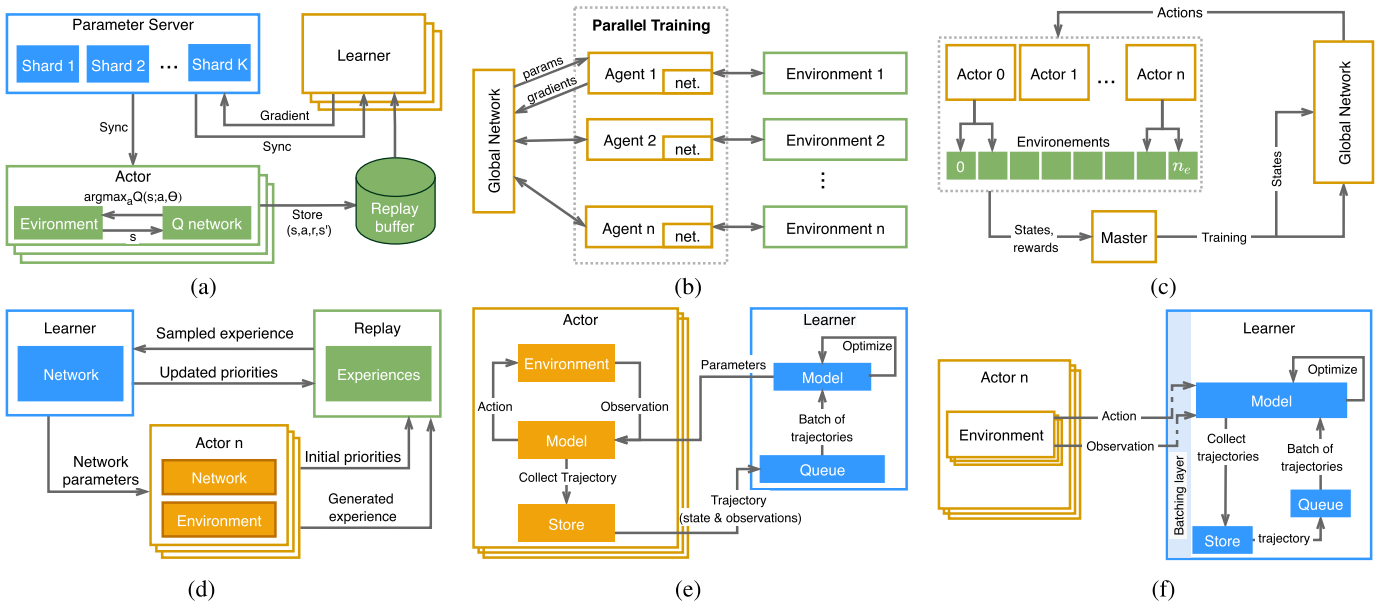 Parameter Server
Shard 1
Shard 2
...
Shard K
Learner
Gradient
Sync
Sync
Actor
argmaxaQ(s;a,Θ)
Evironment
Q network
s
Store
(s,a,r,s')
Replay
buffer
(a)
Parallel Training
Global Network
params
gradients
Agent 1
net.
Environment 1
Agent 2
net.
Environment 2
⋮
Agent n
net.
Environment n
(b)
Actions
Actor 0
Actor 1
...
Actor n
Environements
0
nₑ
Global Network
States
States,
rewards
Master
Training
(c)
Learner
Network
Sampled experience
Updated priorities
Replay
Experiences
Network
parameters
Actor n
Network
Environment
Initial priorities
Generated
experience
(d)
Actor
Environment
Action
Observation
Model
Collect Trajectory
Store
Parameters
Trajectory
(state & observations)
Learner
Optimize
Model
Batch of
trajectories
Queue
(e)
Actor n
Environment
Action
Observation
Batching layer
Learner
Optimize
Model
Collect
trajectories
Batch of
trajectories
Queue
Store
trajectory
(f)